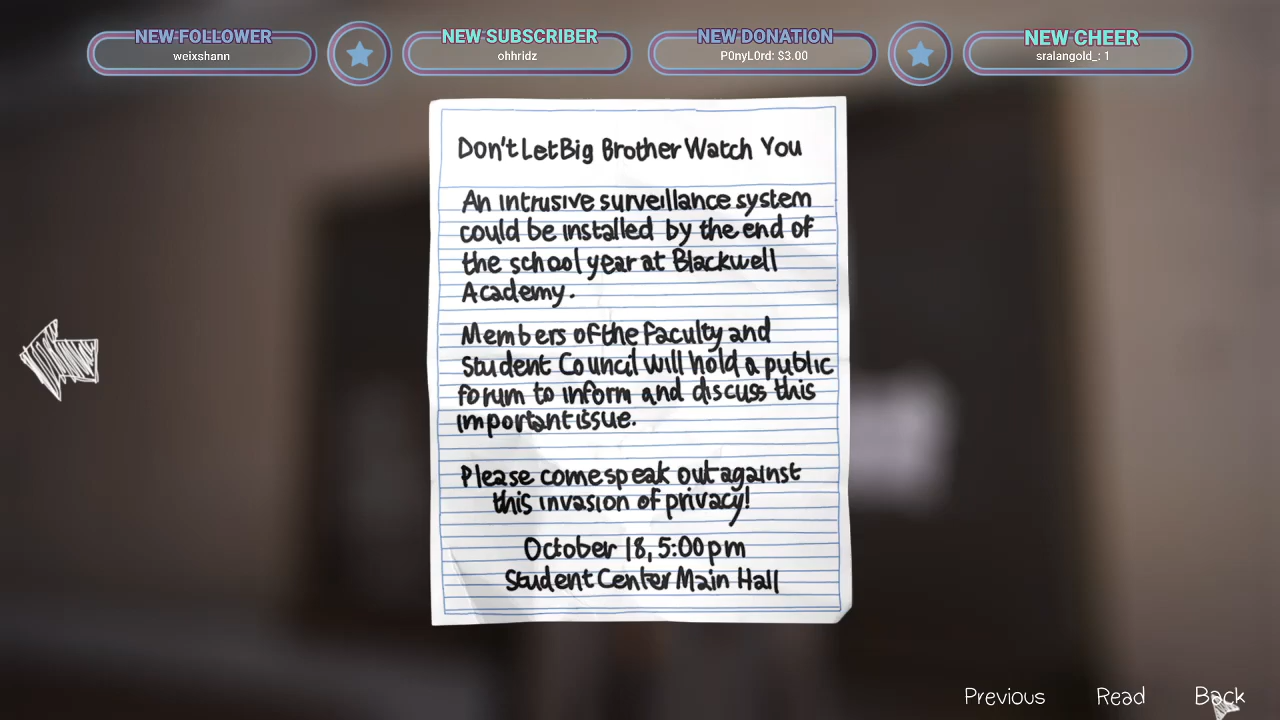 NEW FOLLOWER
weixshann
NEW SUBSCRIBER
ohhridz
NEW DONATION
P0nyL0rd: $3.00
NEW CHEER
sralangold_: 1
Don't Let Big Brother Watch You
An intrusive surveillance system
could be installed by the end of
the school year at Blackwell
Academy.
Members of the Faculty and
Student Council will hold a public
forum to inform and discuss this
important issue.
Please come speak out against
this invasion of privacy!
October 18, 5:00pm
Student Center Main Hall
Previous
Read
Back